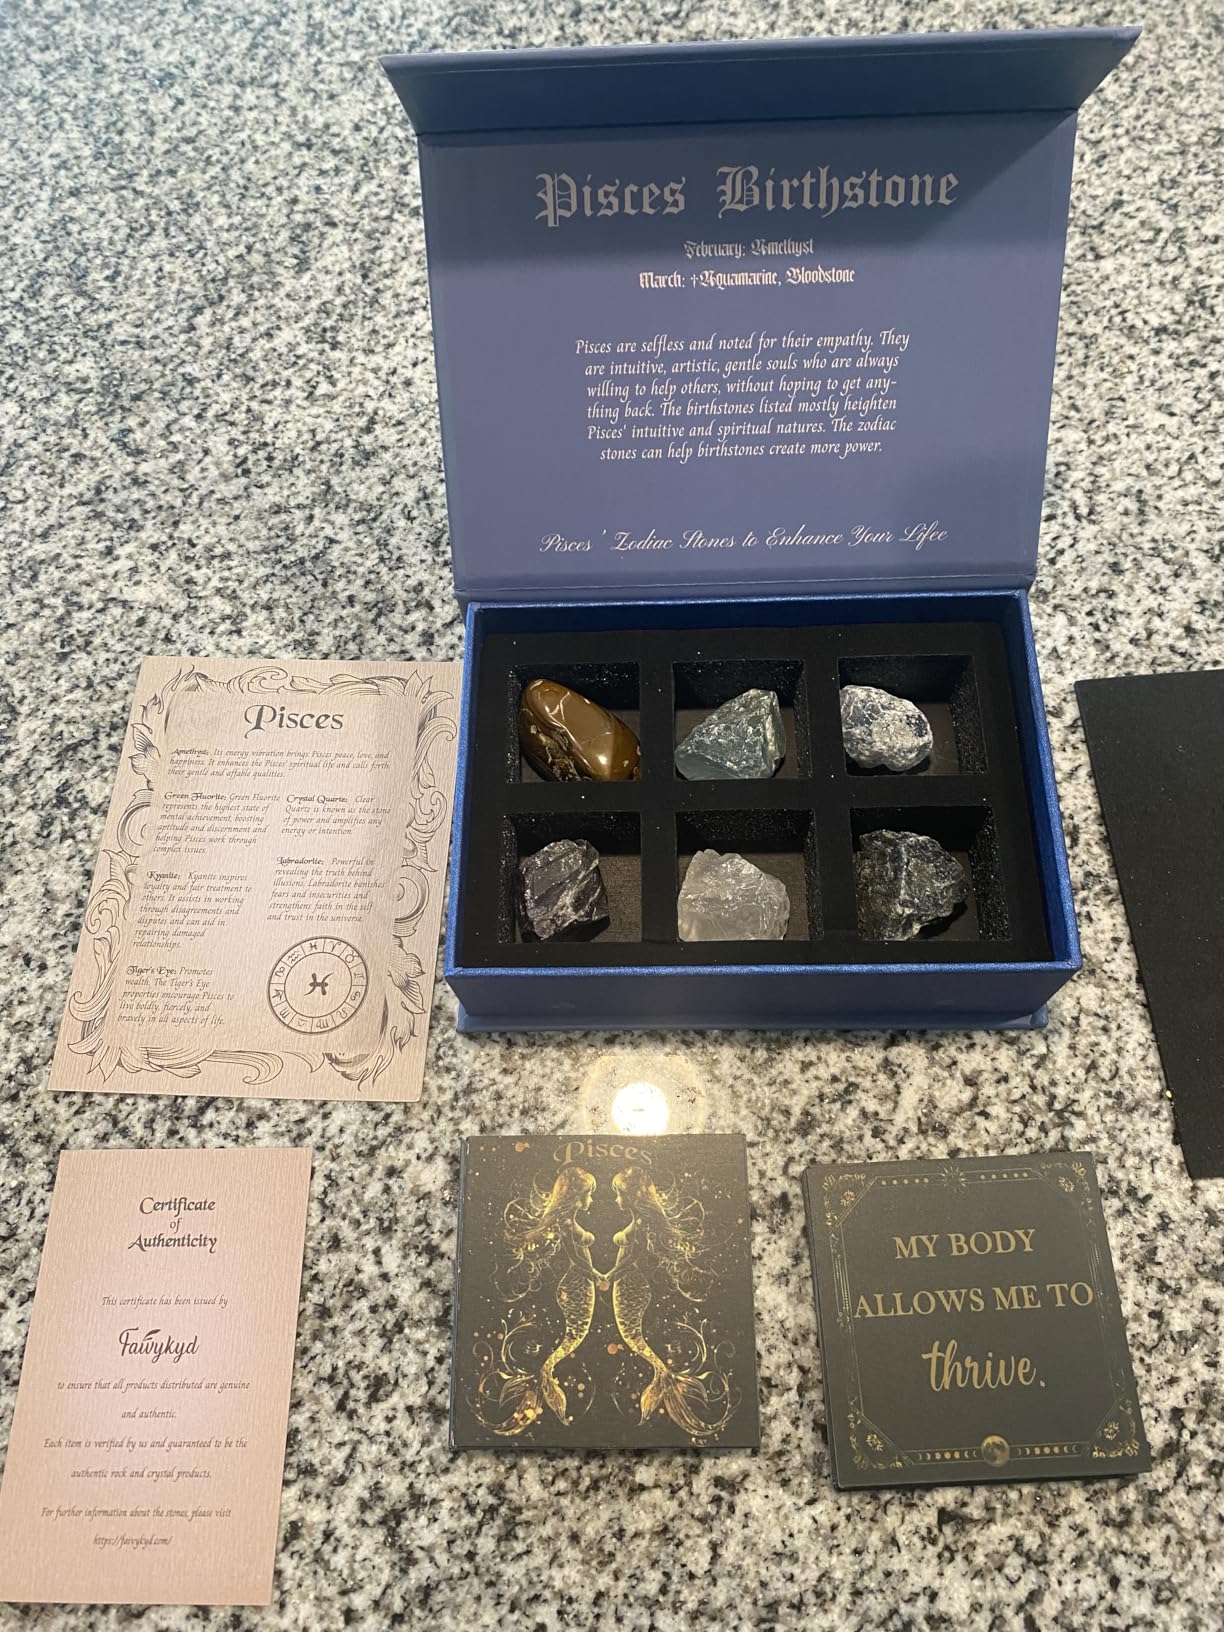 Pisces Birthstone
February: Amethyst
March: †Aquamarine, Bloodstone
Pisces are selfless and noted for their empathy. They
are intuitive, artistic, gentle souls who are always
willing to help others, without hoping to get any-
thing back. The birthstones listed mostly heighten
Pisces' intuitive and spiritual natures. The zodiac
stones can help birthstones create more power.
Pisces ' Zodiac Stones to Enhance Your Lifee
Pisces
Amethyst: Its energy vibration brings Pisces peace, love, and
happiness. It enhances the Pisces' spiritual life and calls forth
their gentle and affable qualities.
Green Fluorite: Green Fluorite
represents the highest state of
mental achievement, boosting
aptitude and discernment and
helping Pisces work through
complex issues.
Crystal Quartz: Clear
Quartz is known as the stone
of power and amplifies any
energy or intention
Kyanite: Kyanite inspires
loyalty and fair treatment to
others. It assists in working
through disagreements and
disputes and can aid in
repairing damaged
relationships.
Labradorite: Powerful in
revealing the truth behind
illusions, Labradorite banishes
fears and insecurities and
strengthens faith in the self
and trust in the universe.
Tiger's Eye: Promotes
wealth. The Tiger's Eye
properties encourage Pisces to
live boldly, fiercely, and
bravely in all aspects of life.
Certificate
of
Authenticity
This certificate has been issued by
Faivykyd
to ensure that all products distributed are genuine
and authentic.
Each item is verified by us and guaranteed to be the
authentic rock and crystal products.
For further information about the stones, please visit
https://faivykyd.com/
Pisces
MY BODY
ALLOWS ME TO
thrive.